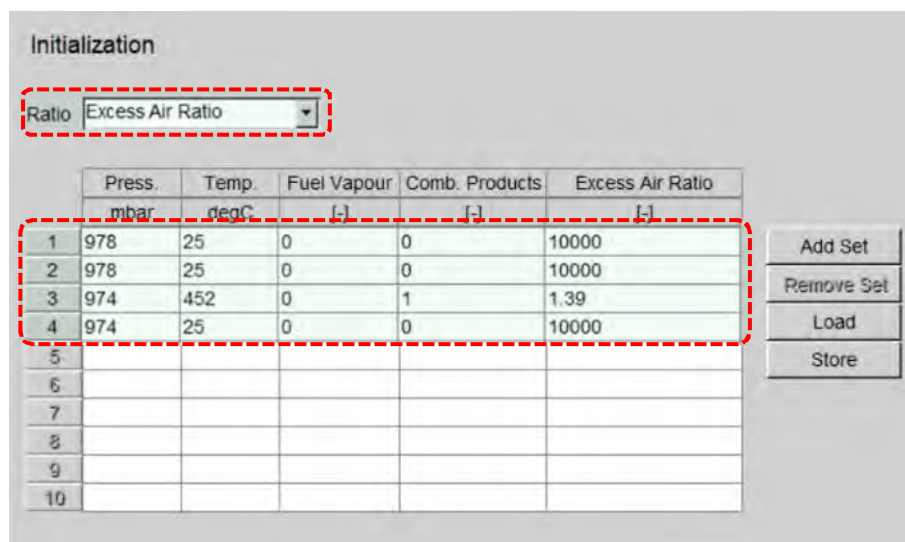 Initialization
Ratio Excess Air Ratio
Press. Temp. Fuel Vapour Comb. Products Excess Air Ratio
mbar degC [-] [-] [-]
1 978 25 0 0 10000
2 978 25 0 0 10000
3 974 452 0 1 1.39
4 974 25 0 0 10000
5
6
7
8
9
10
Add Set
Remove Set
Load
Store